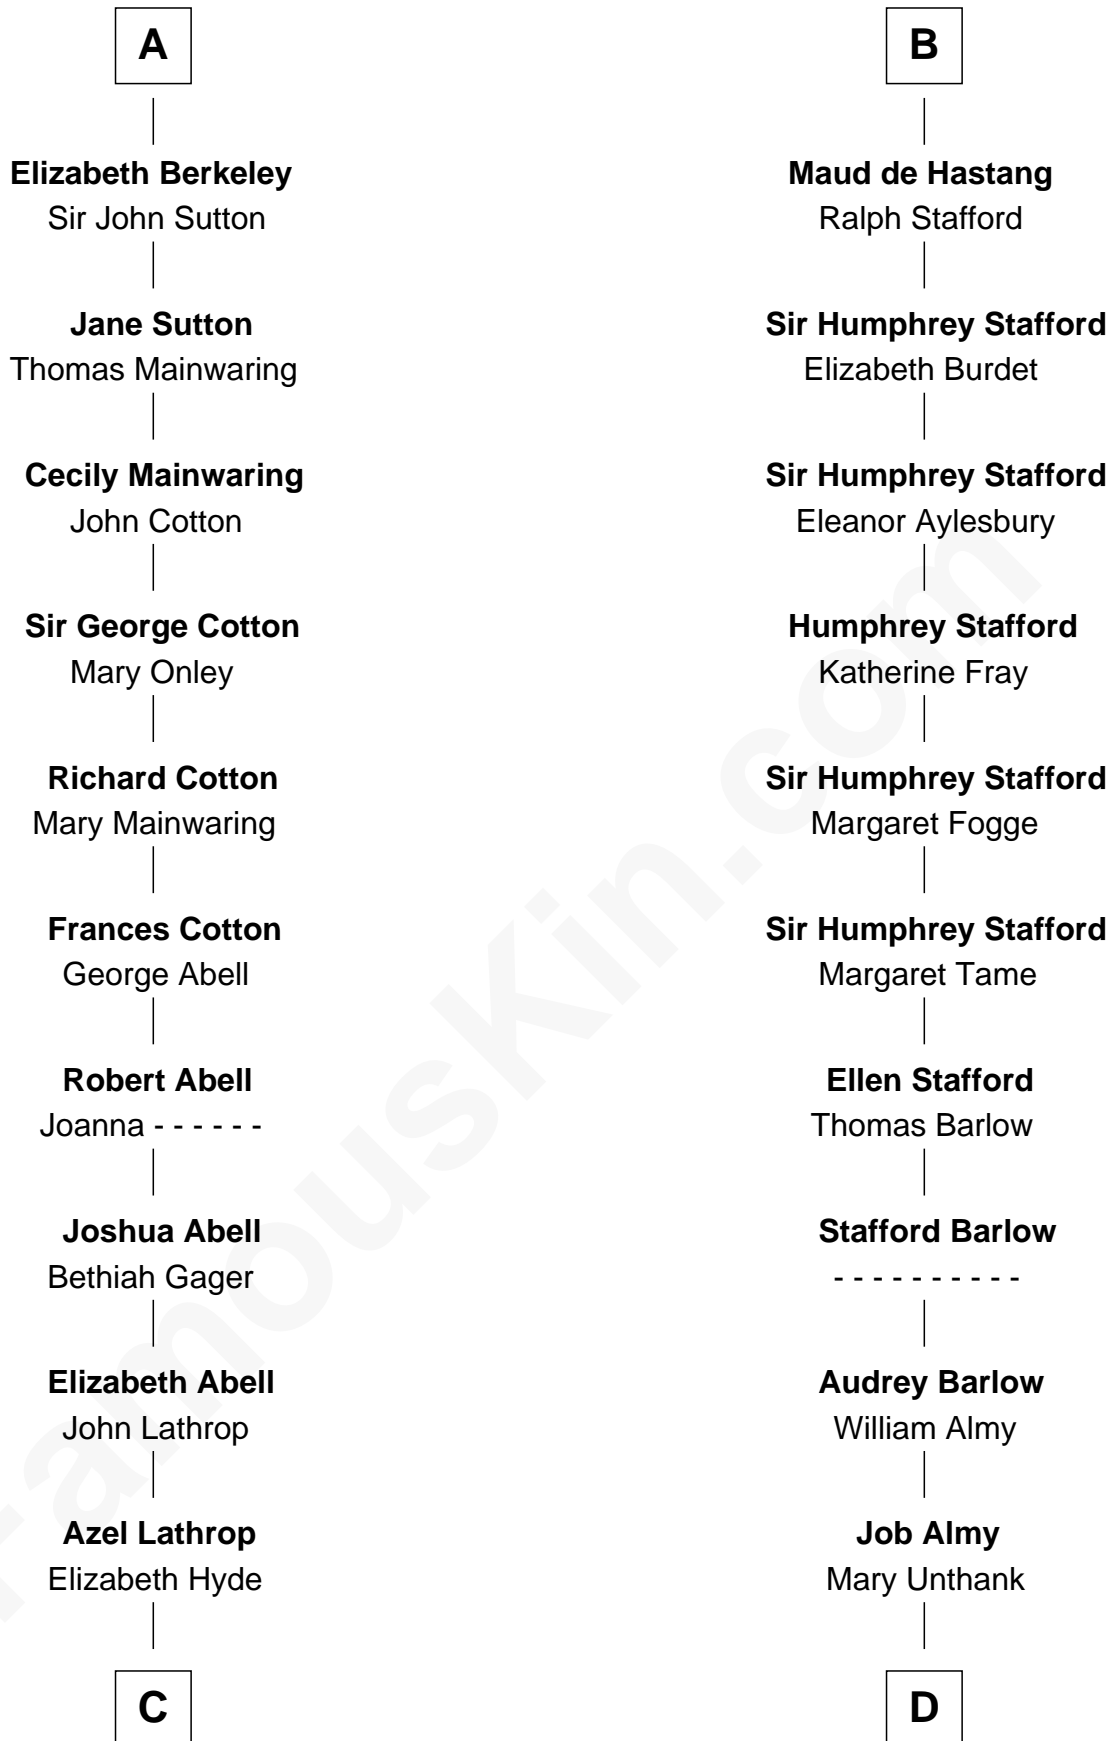 A
Elizabeth Berkeley
Sir John Sutton
Jane Sutton
Thomas Mainwaring
Cecily Mainwaring
John Cotton
Sir George Cotton
Mary Onley
Richard Cotton
Mary Mainwaring
Frances Cotton
George Abell
Robert Abell
Joanna - - - - - -
Joshua Abell
Bethiah Gager
Elizabeth Abell
John Lathrop
Azel Lathrop
Elizabeth Hyde
C
B
Maud de Hastang
Ralph Stafford
Sir Humphrey Stafford
Elizabeth Burdet
Sir Humphrey Stafford
Eleanor Aylesbury
Humphrey Stafford
Katherine Fray
Sir Humphrey Stafford
Margaret Fogge
Sir Humphrey Stafford
Margaret Tame
Ellen Stafford
Thomas Barlow
Stafford Barlow
- - - - - - - - - -
Audrey Barlow
William Almy
Job Almy
Mary Unthank
D
FamousKin.com